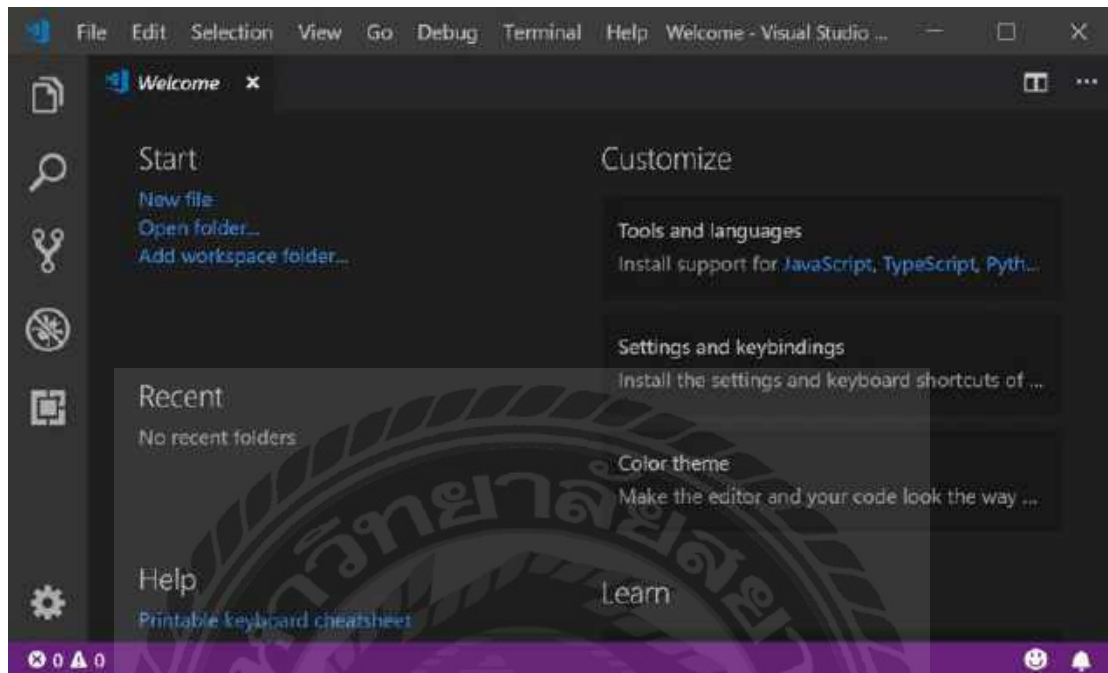 File Edit Selection View Go Debug Terminal Help Welcome - Visual Studio ...
Welcome
Start
New file
Open folder...
Add workspace folder...
Recent
No recent folders
Help
Printable keyboard cheatsheet
Customize
Tools and languages
Install support for JavaScript, TypeScript, Pyth...
Settings and keybindings
Install the settings and keyboard shortcuts of ...
Color theme
Make the editor and your code look the way ...
Learn
0 0